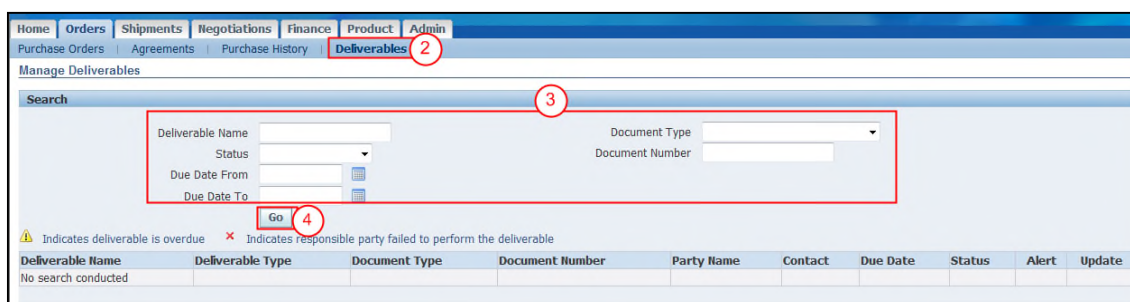 Home Orders Shipments Negotiations Finance Product Admin
Purchase Orders | Agreements | Purchase History | Deliverables 2
Manage Deliverables
Search
3
Deliverable Name Document Type
Status Document Number
Due Date From
Due Date To
Go 4
Indicates deliverable is overdue × Indicates responsible party failed to perform the deliverable
Deliverable Name Deliverable Type Document Type Document Number Party Name Contact Due Date Status Alert Update
No search conducted